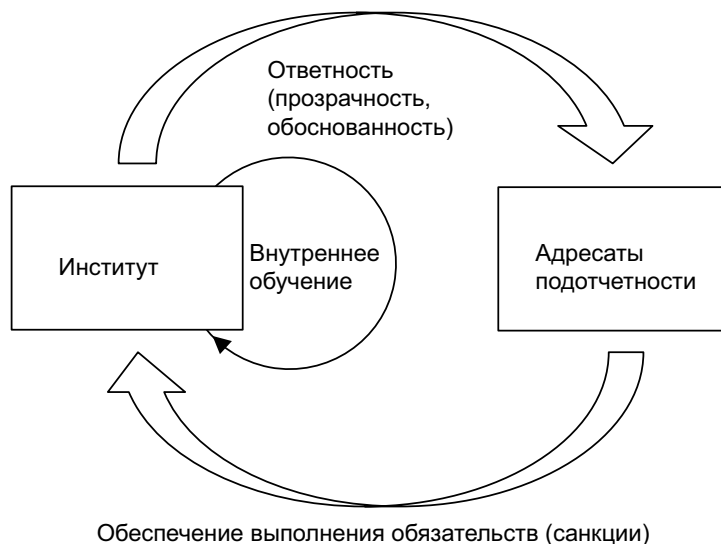 Ответность
(прозрачность,
обоснованность)
Институт
Внутреннее
обучение
Адресаты
подотчетности
Обеспечение выполнения обязательств (санкции)